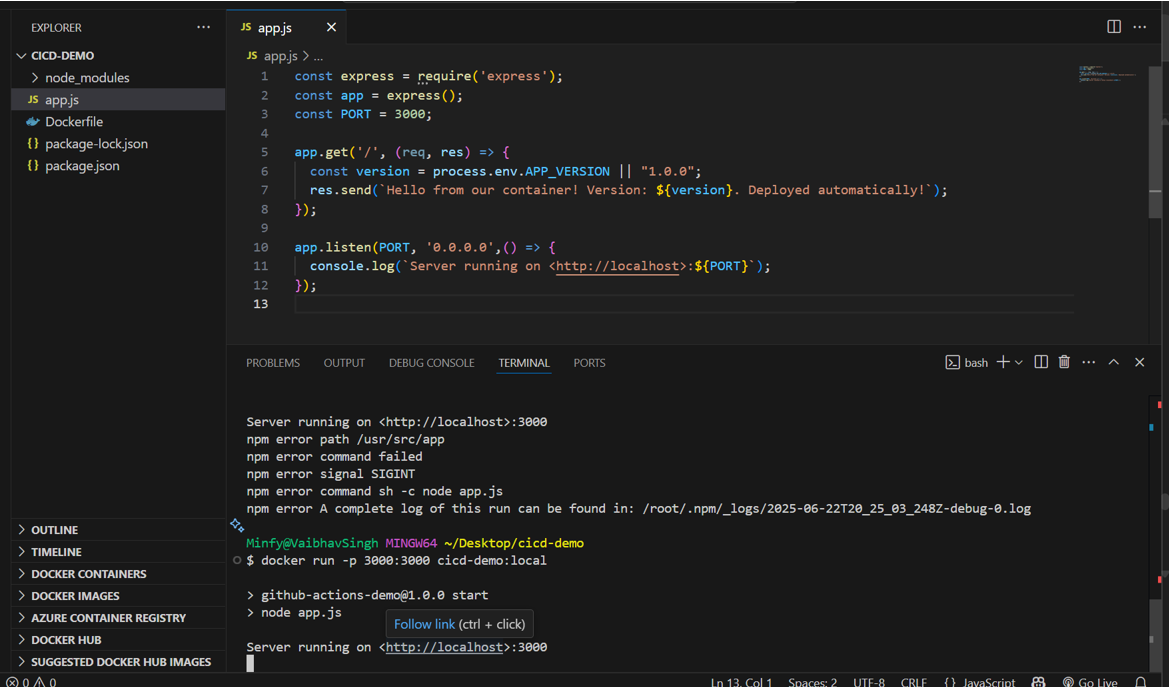 EXPLORER
CICD-DEMO
node_modules
JS app.js
Dockerfile
{} package-lock.json
{} package.json
OUTLINE
TIMELINE
DOCKER CONTAINERS
DOCKER IMAGES
AZURE CONTAINER REGISTRY
DOCKER HUB
SUGGESTED DOCKER HUB IMAGES
JS app.js
JS app.js > ...
1 const express = require('express');
2 const app = express();
3 const PORT = 3000;
4
5 app.get('/', (req, res) => {
6 const version = process.env.APP_VERSION || "1.0.0";
7 res.send(`Hello from our container! Version: ${version}. Deployed automatically!`);
8 });
9
10 app.listen(PORT, '0.0.0.0',() => {
11 console.log(`Server running on <http://localhost>:${PORT}`);
12 });
13
PROBLEMS OUTPUT DEBUG CONSOLE TERMINAL PORTS
bash
Server running on <http://localhost>:3000
npm error path /usr/src/app
npm error command failed
npm error signal SIGINT
npm error command sh -c node app.js
npm error A complete log of this run can be found in: /root/.npm/_logs/2025-06-22T20_25_03_248Z-debug-0.log
Minfy@VaibhavSingh MINGW64 ~/Desktop/cicd-demo
$ docker run -p 3000:3000 cicd-demo:local
> github-actions-demo@1.0.0 start
> node app.js
Follow link (ctrl + click)
Server running on <http://localhost>:3000
0 0 Ln 13, Col 1 Spaces: 2 UTF-8 CRLF {} JavaScript Go Live